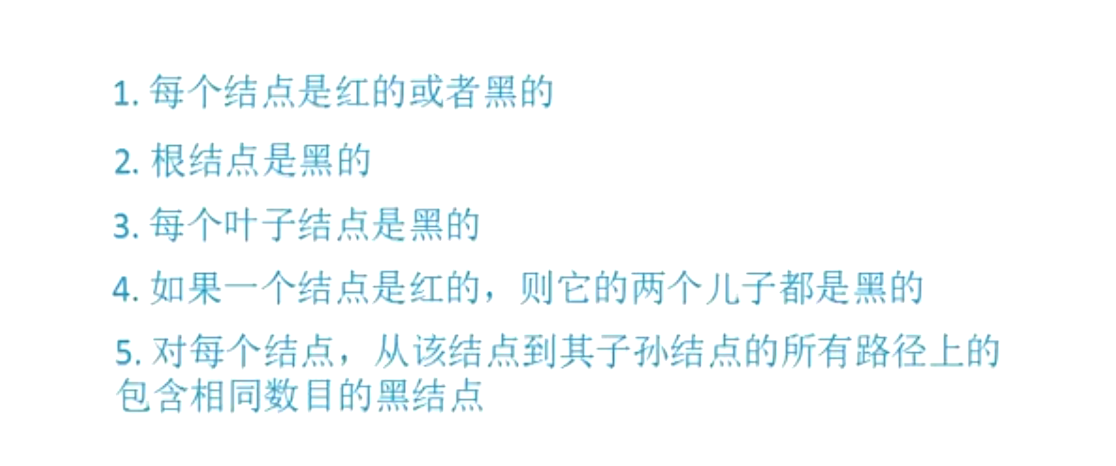 1. 每个结点是红的或者黑的
2. 根结点是黑的
3. 每个叶子结点是黑的
4. 如果一个结点是红的，则它的两个儿子都是黑的
5. 对每个结点，从该结点到其子孙结点的所有路径上的
包含相同数目的黑结点